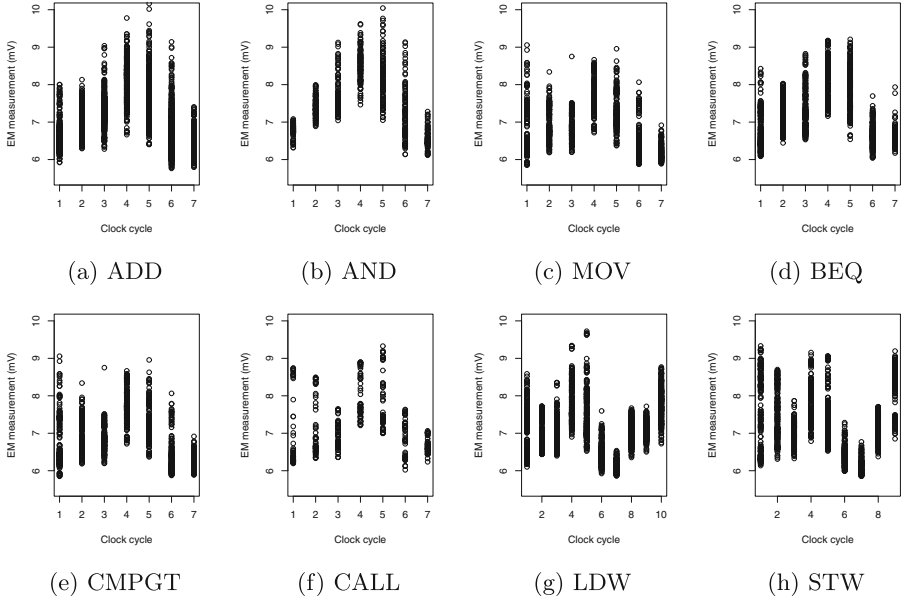 EM measurement (mV)
6 7 8 9 10
1 2 3 4 5 6 7
Clock cycle
(a) ADD
EM measurement (mV)
6 7 8 9 10
1 2 3 4 5 6 7
Clock cycle
(b) AND
EM measurement (mV)
6 7 8 9 10
1 2 3 4 5 6 7
Clock cycle
(c) MOV
EM measurement (mV)
6 7 8 9 10
1 2 3 4 5 6 7
Clock cycle
(d) BEQ
EM measurement (mV)
6 7 8 9 10
1 2 3 4 5 6 7
Clock cycle
(e) CMPGT
EM measurement (mV)
6 7 8 9 10
1 2 3 4 5 6 7
Clock cycle
(f) CALL
EM measurement (mV)
6 7 8 9 10
2 4 6 8 10
Clock cycle
(g) LDW
EM measurement (mV)
6 7 8 9 10
2 4 6 8
Clock cycle
(h) STW